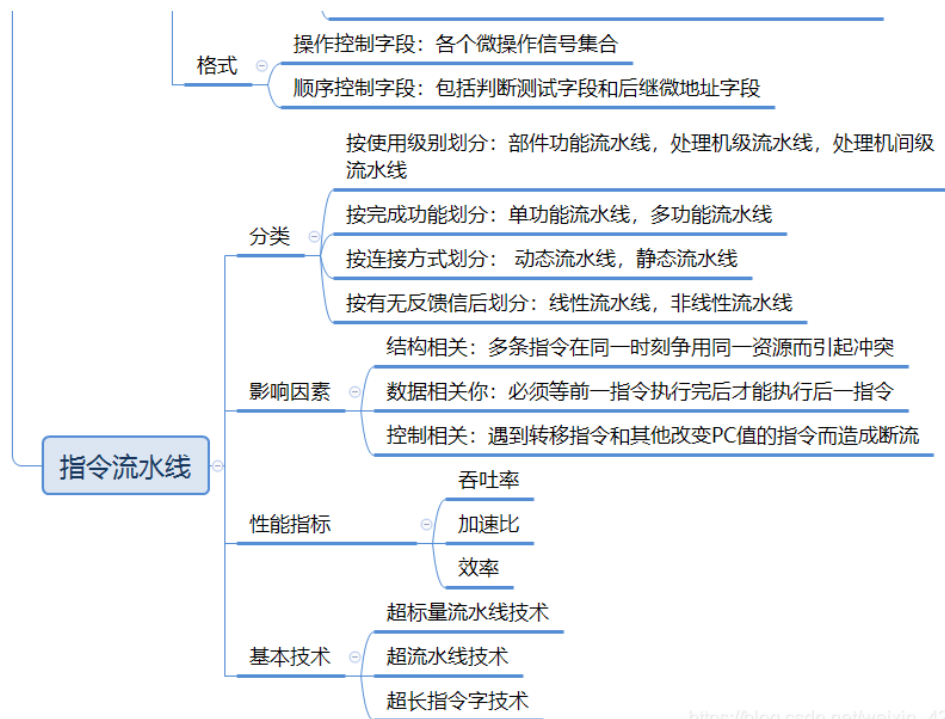 格式
操作控制字段：各个微操作信号集合
顺序控制字段：包括判断测试字段和后继微地址字段
指令流水线
分类
按使用级别划分：部件功能流水线，处理机级流水线，处理机间级
流水线
按完成功能划分：单功能流水线，多功能流水线
按连接方式划分： 动态流水线，静态流水线
按有无反馈信后划分：线性流水线，非线性流水线
影响因素
结构相关：多条指令在同一时刻争用同一资源而引起冲突
数据相关你：必须等前一指令执行完后才能执行后一指令
控制相关：遇到转移指令和其他改变PC值的指令而造成断流
性能指标
吞吐率
加速比
效率
基本技术
超标量流水线技术
超流水线技术
超长指令字技术